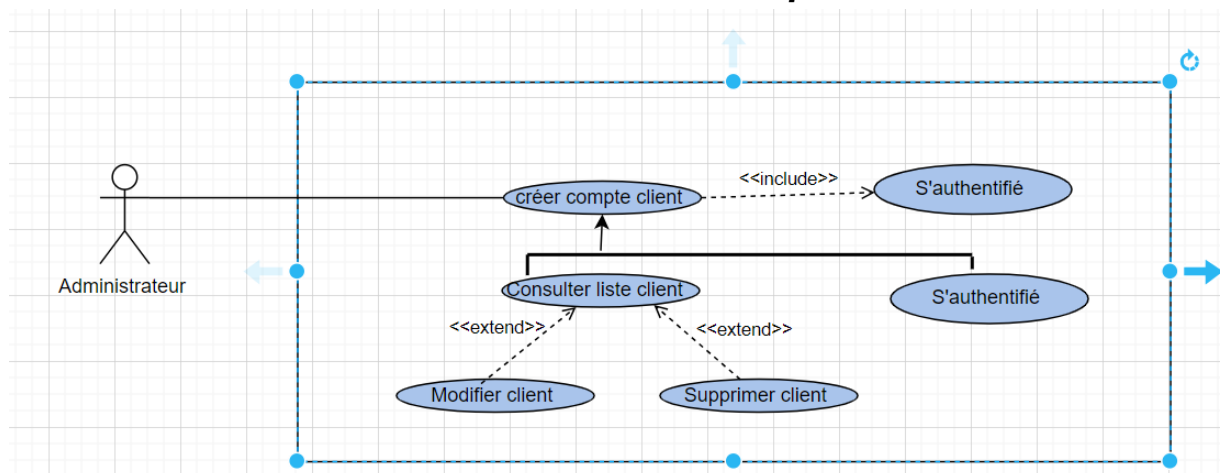 <<include>>
S'authentifié
créer compte client
Administrateur
Consulter liste client
S'authentifié
<<extend>>
<<extend>>
Modifier client
Supprimer client